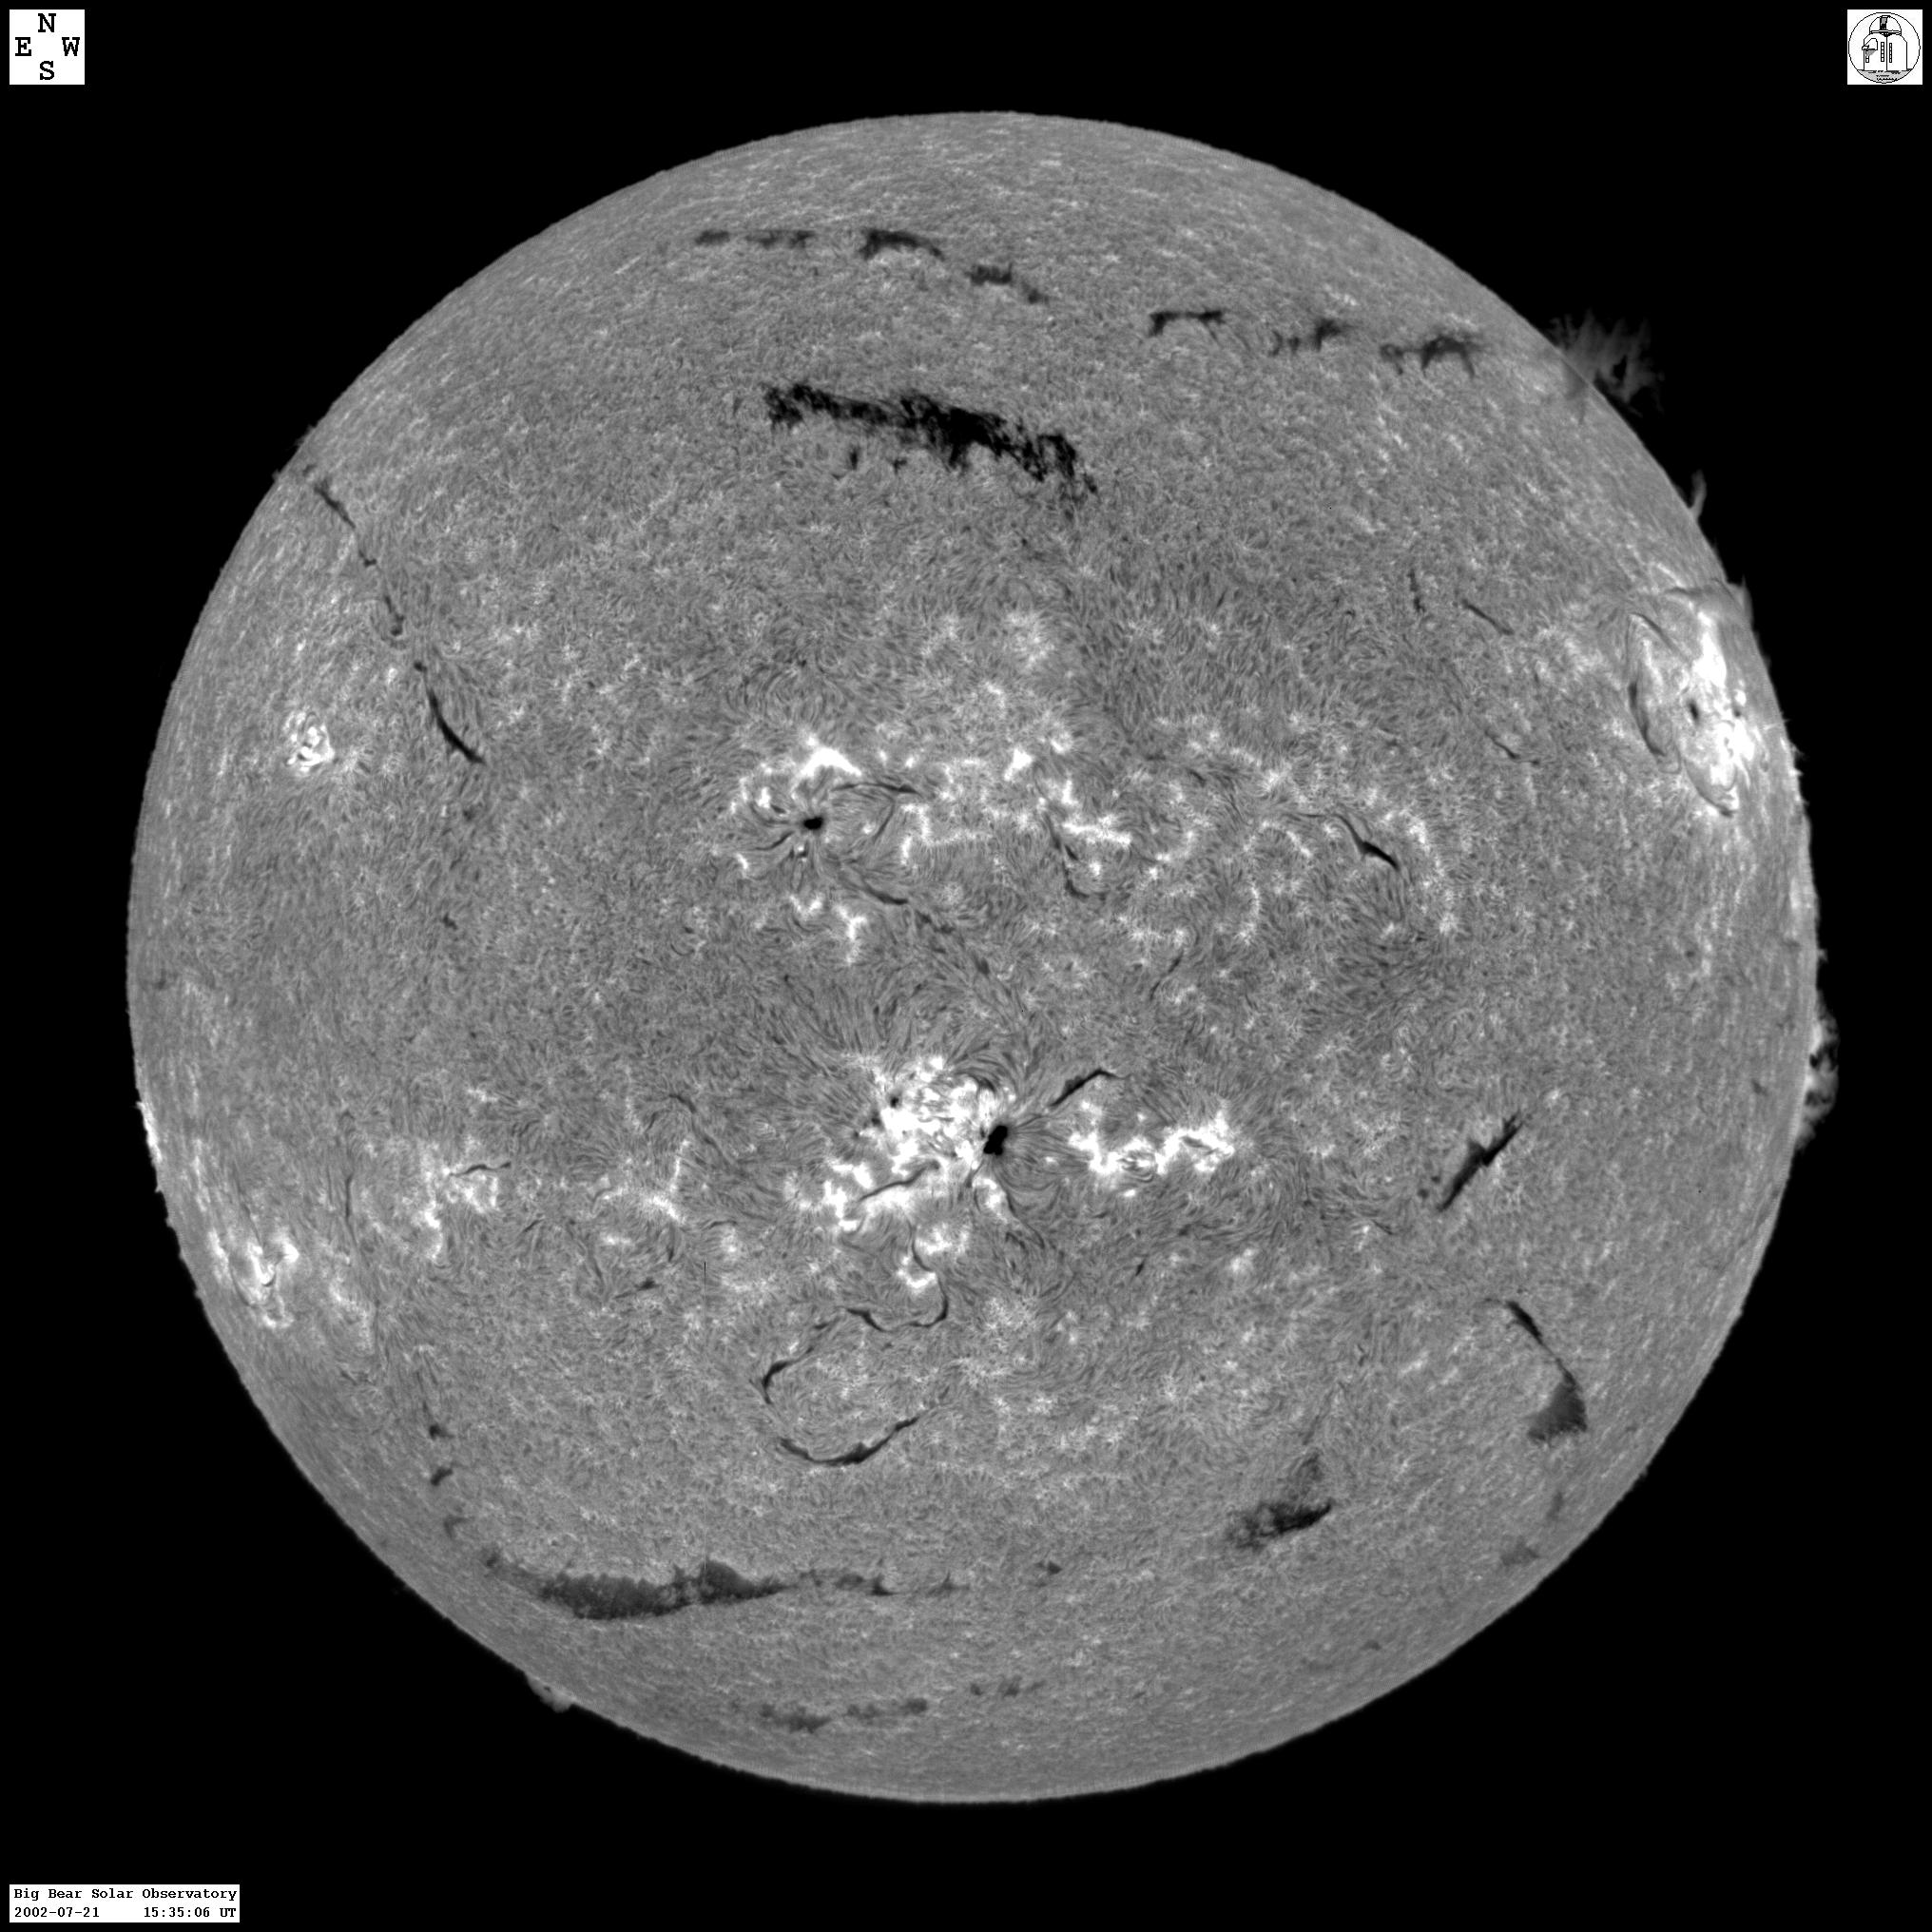 N
E W
S
Big Bear Solar Observatory
2002-07-21 15:35:06 UT